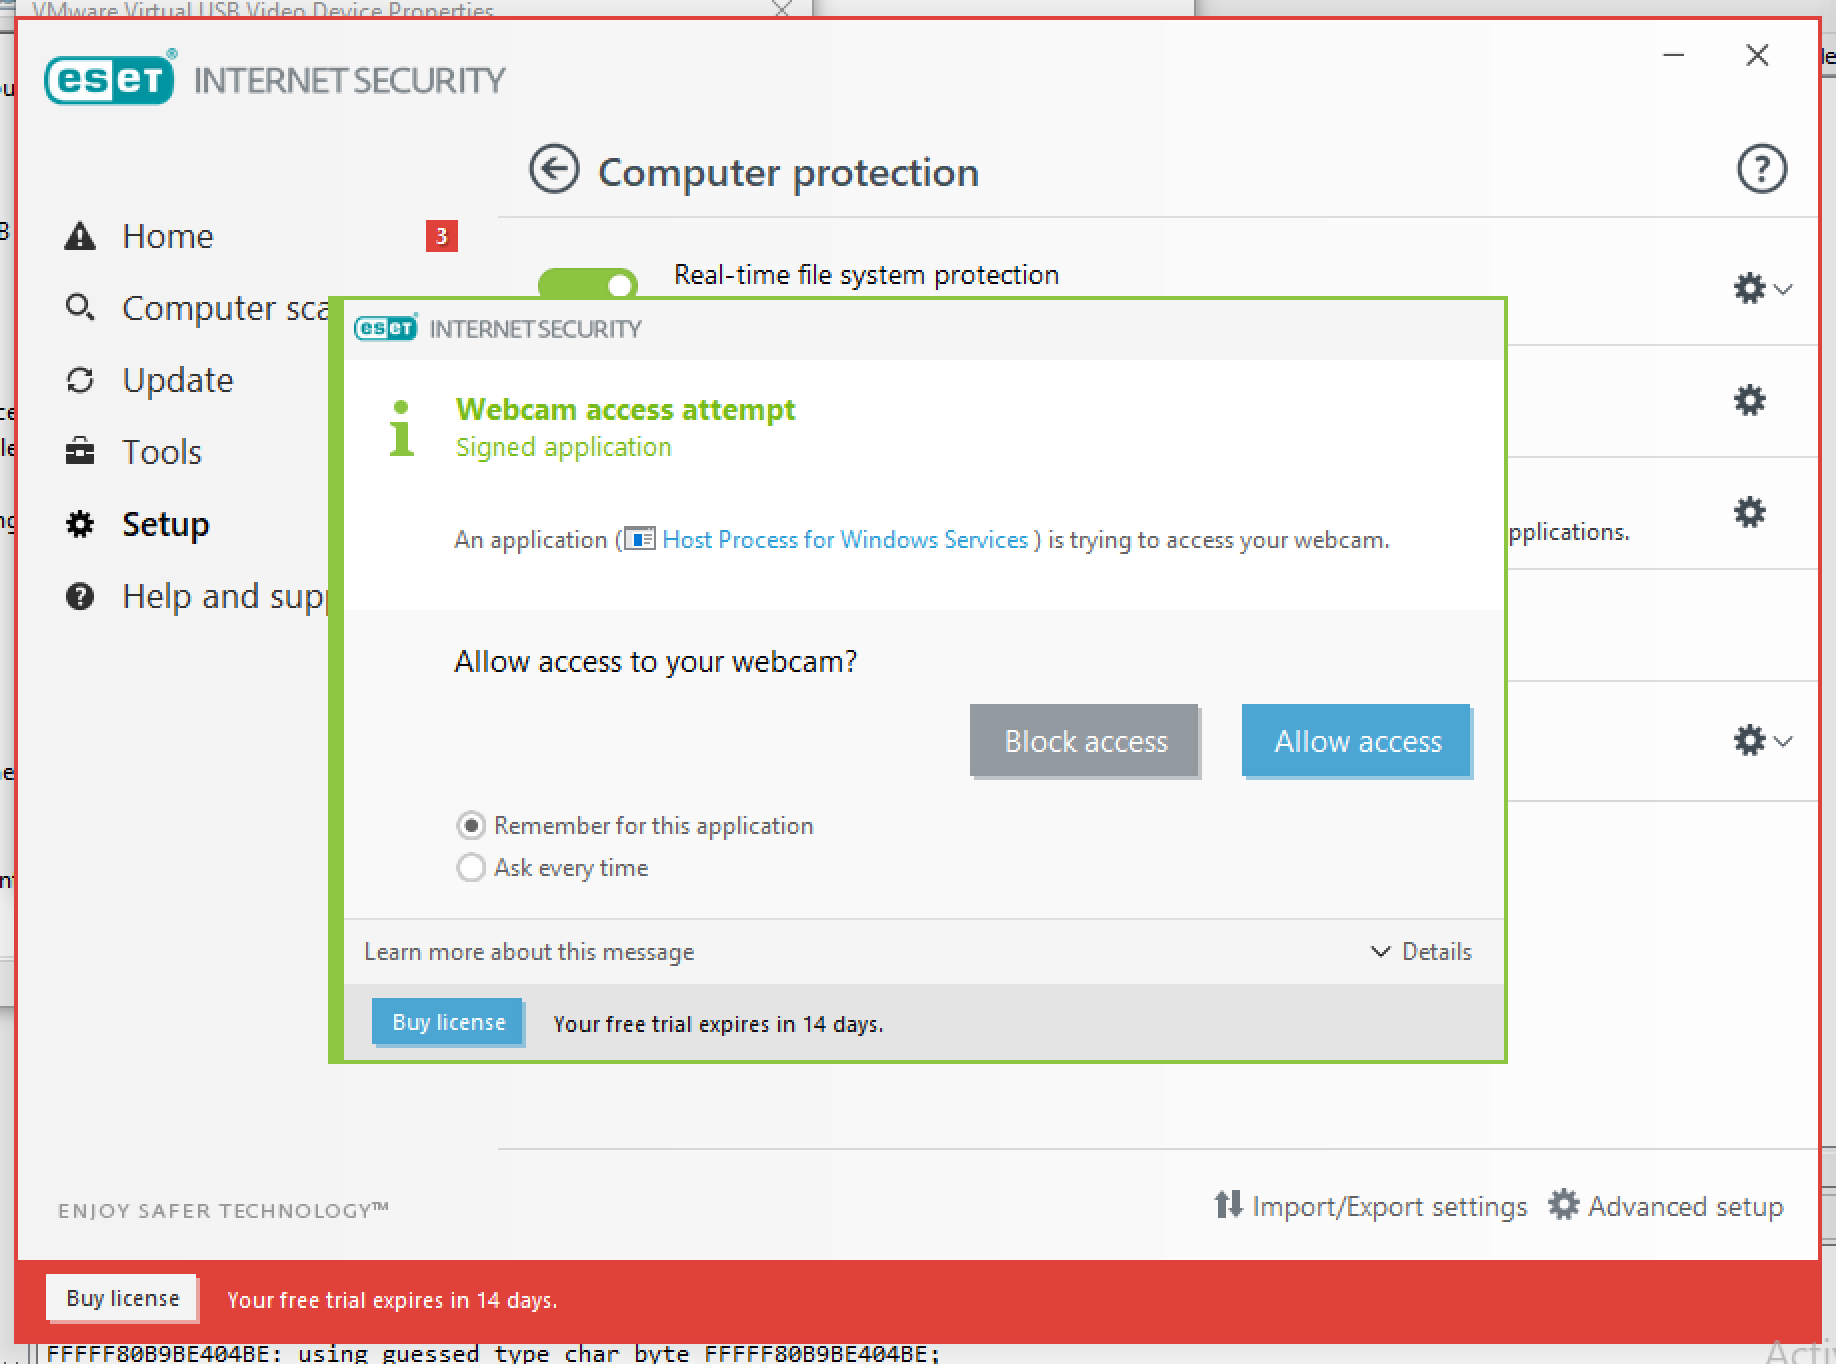 VMware Virtual USB Video Device Properties
eset® INTERNET SECURITY
Computer protection
?
Home 3
Real-time file system protection
Computer sca
eset INTERNET SECURITY
Update
Webcam access attempt
Signed application
Tools
Setup
pplications.
An application ( Host Process for Windows Services ) is trying to access your webcam.
Help and supp
Allow access to your webcam?
Block access Allow access
Remember for this application
Ask every time
Learn more about this message Details
Buy license Your free trial expires in 14 days.
ENJOY SAFER TECHNOLOGY™
Import/Export settings Advanced setup
Buy license Your free trial expires in 14 days.
FFFFF80B9BE404BE: using guessed type char byte_FFFFF80B9BE404BE;
Acti